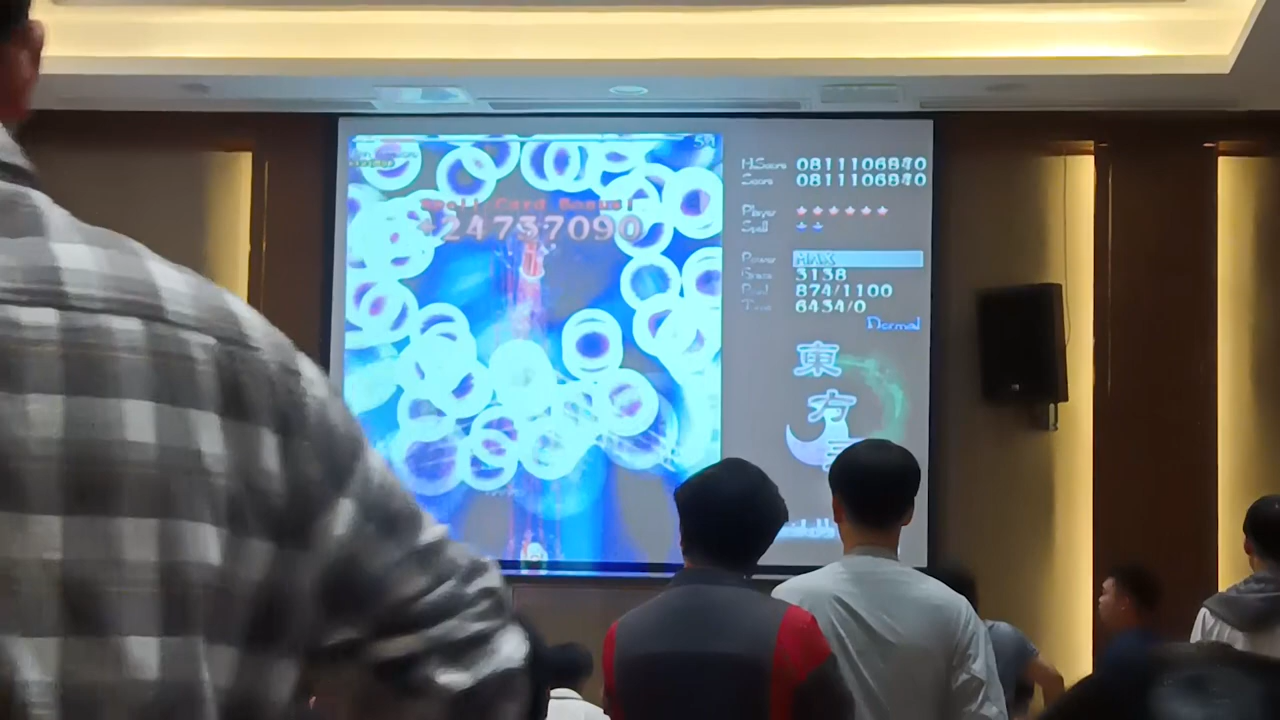 Spell Card Bonus!
+24737090
HiScore 0811106840
Score 0811106840
Player
Spell
Power MAX
Graze 3138
Point 874/1100
Time 6434/0
Normal
東
方